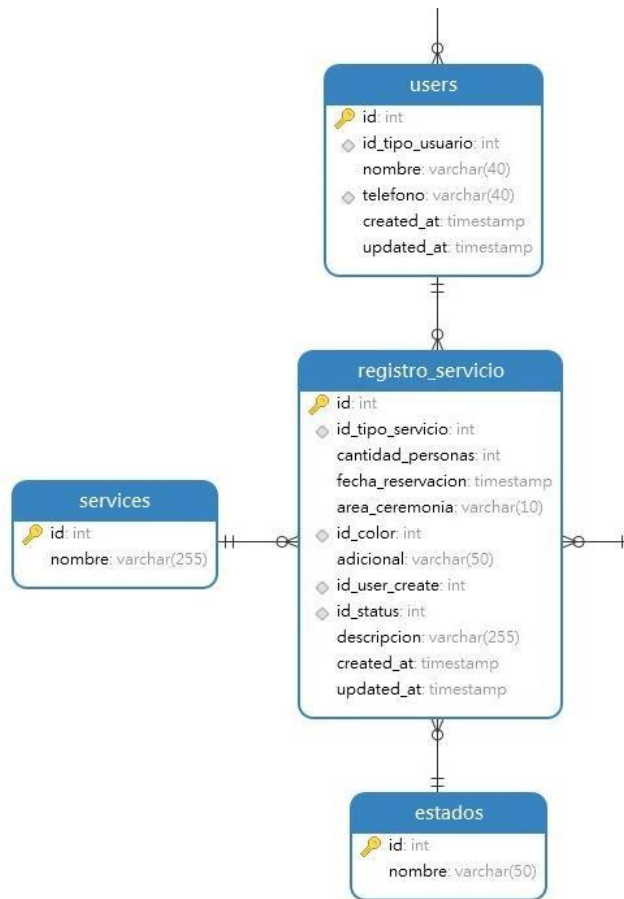 users
id: int
id_tipo_usuario: int
nombre: varchar(40)
telefono: varchar(40)
created_at: timestamp
updated_at: timestamp
registro_servicio
id: int
id_tipo_servicio: int
cantidad_personas: int
fecha_reservacion: timestamp
area_ceremonia: varchar(10)
id_color: int
adicional: varchar(50)
id_user_create: int
id_status: int
descripcion: varchar(255)
created_at: timestamp
updated_at: timestamp
services
id: int
nombre: varchar(255)
estados
id: int
nombre: varchar(50)